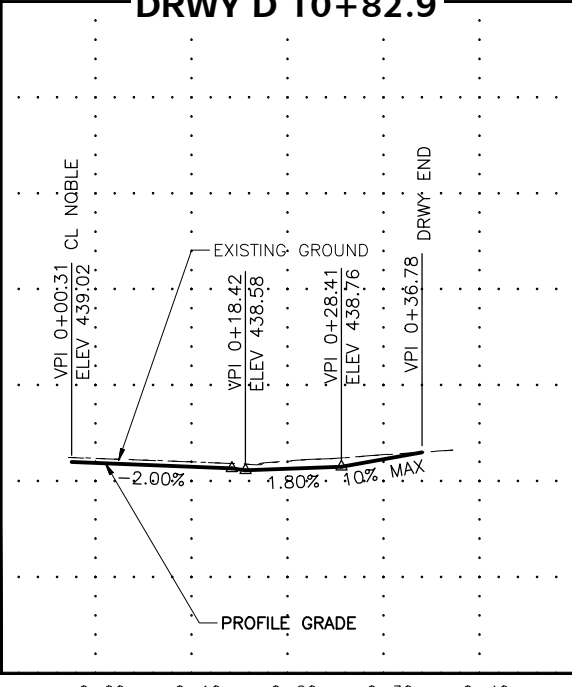 DRWY D 10+82.9
VPI 0+00.31 CL NOBLE
ELEV 439.02
EXISTING GROUND
VPI 0+18.42
ELEV 438.58
VPI 0+28.41
ELEV 438.76
VPI 0+36.78 DRWY END
-2.00%
1.80%
10% MAX
PROFILE GRADE